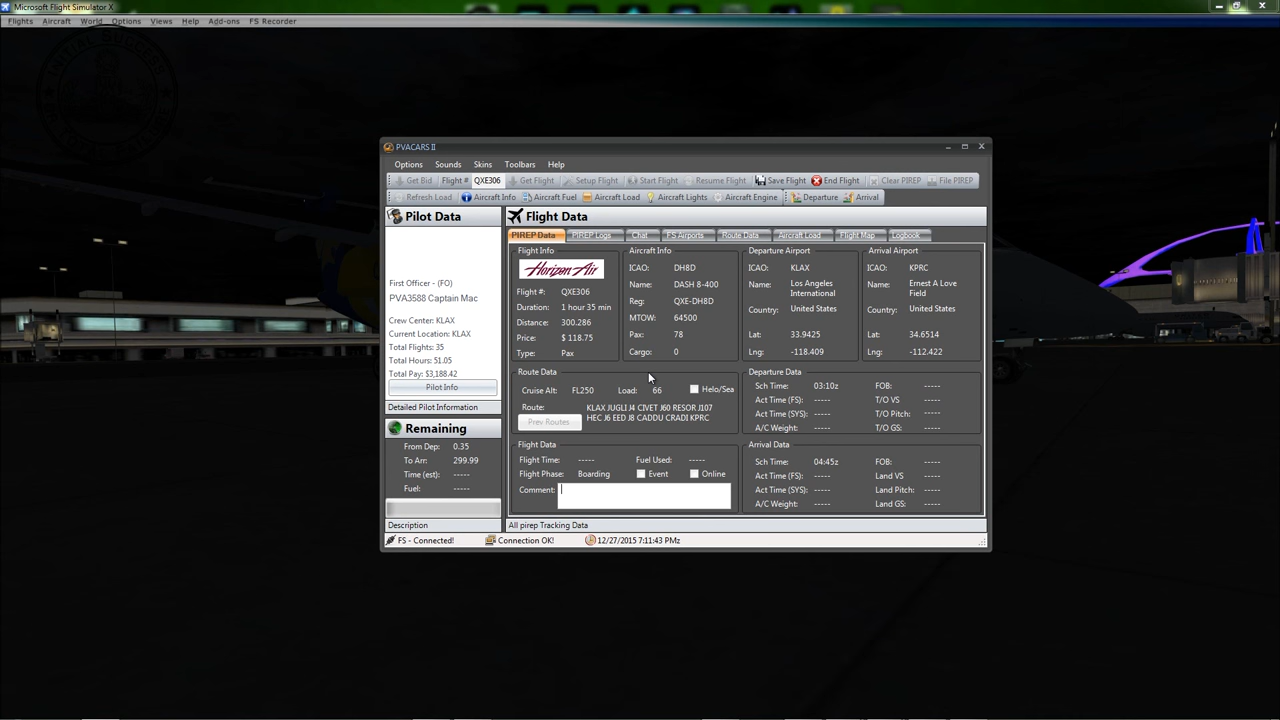 Microsoft Flight Simulator X
Flights Aircraft World Options Views Help Add-ons FS Recorder
PVACARS II
Options Sounds Skins Toolbars Help
Get Bid Flight # QXE306 Get Flight Setup Flight Start Flight Resume Flight Save Flight End Flight Clear PIREP File PIREP
Refresh Load Aircraft Info Aircraft Fuel Aircraft Load Aircraft Lights Aircraft Engine Departure Arrival
Pilot Data
First Officer - (FO)
PVA3588 Captain Mac
Crew Center: KLAX
Current Location: KLAX
Total Flights: 35
Total Hours: 51.05
Total Pay: $3,188.42
Pilot Info
Detailed Pilot Information
Remaining
From Dep: 0.35
To Arr: 299.99
Time (est): -----
Fuel: -----
Description
Flight Data
PIREP Data PIREP Logs Chat FS Airports Route Data Aircraft Load Flight Map Logbook
Flight Info
Horizon Air
Flight #: QXE306
Duration: 1 hour 35 min
Distance: 300.286
Price: $ 118.75
Type: Pax
Aircraft Info
ICAO: DH8D
Name: DASH 8-400
Reg: QXE-DH8D
MTOW: 64500
Pax: 78
Cargo: 0
Departure Airport
ICAO: KLAX
Name: Los Angeles
International
Country: United States
Lat: 33.9425
Lng: -118.409
Arrival Airport
ICAO: KPRC
Name: Ernest A Love
Field
Country: United States
Lat: 34.6514
Lng: -112.422
Route Data
Cruise Alt: FL250 Load: 66 Helo/Sea
Route: KLAX JUGLI J4 CIVET J60 RESOR J107
HEC J6 EED J8 CADDU CRADI KPRC
Prev Routes
Departure Data
Sch Time: 03:10z FOB: -----
Act Time (FS): ----- T/O VS -----
Act Time (SYS): ----- T/O Pitch: -----
A/C Weight: ----- T/O GS: -----
Flight Data
Flight Time: ----- Fuel Used: -----
Flight Phase: Boarding Event Online
Comment:
Arrival Data
Sch Time: 04:45z FOB: -----
Act Time (FS): ----- Land VS -----
Act Time (SYS): ----- Land Pitch: -----
A/C Weight: ----- Land GS: -----
All pirep Tracking Data
FS - Connected! Connection OK! 12/27/2015 7:11:43 PMz